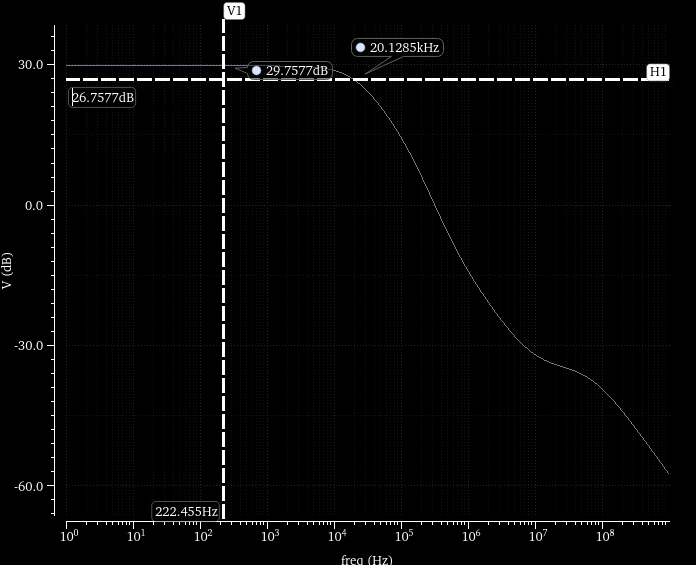 V1
20.1285kHz
30.0
29.7577dB
H1
26.7577dB
0.0
V (dB)
-30.0
-60.0
222.455Hz
10⁰ 10¹ 10² 10³ 10⁴ 10⁵ 10⁶ 10⁷ 10⁸
freq (Hz)